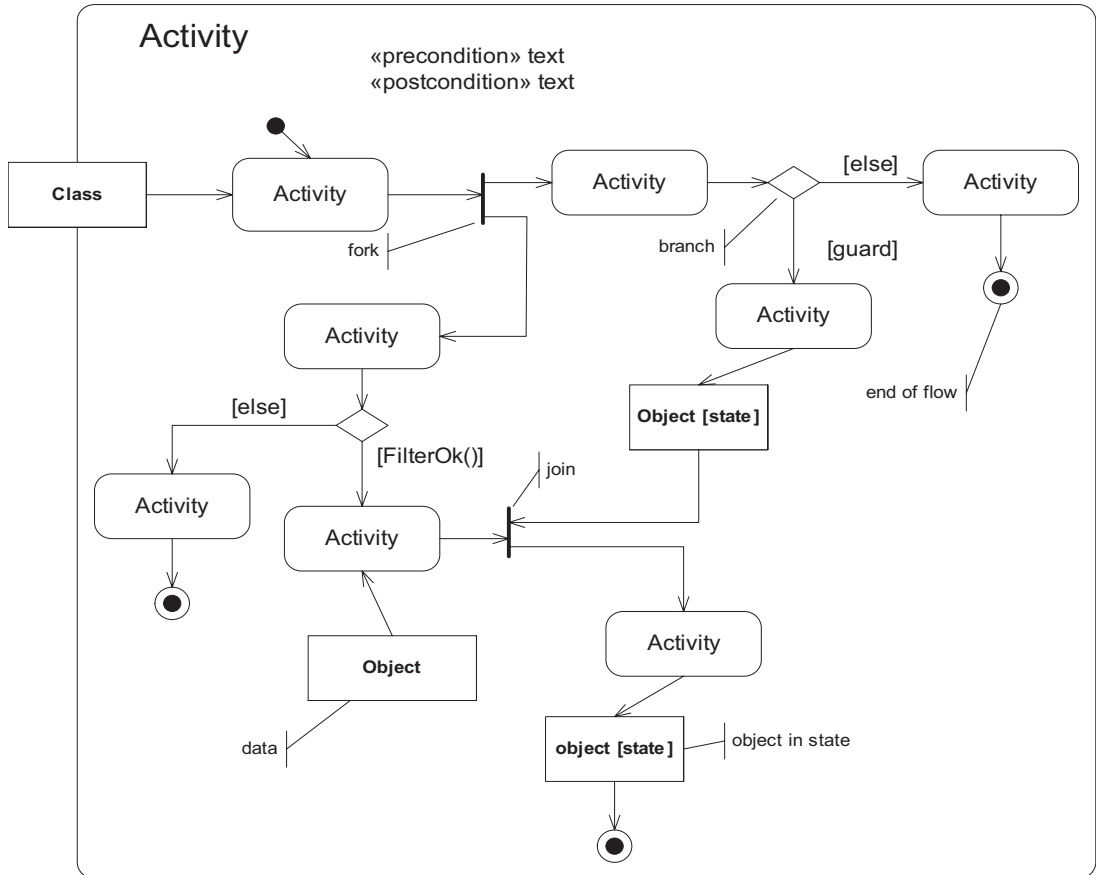 Activity
«precondition» text
«postcondition» text
Class
Activity
Activity
[else]
Activity
fork
branch
[guard]
Activity
Activity
end of flow
[else]
Object [state]
[FilterOk()]
join
Activity
Activity
Activity
Object
data
object [state]
object in state